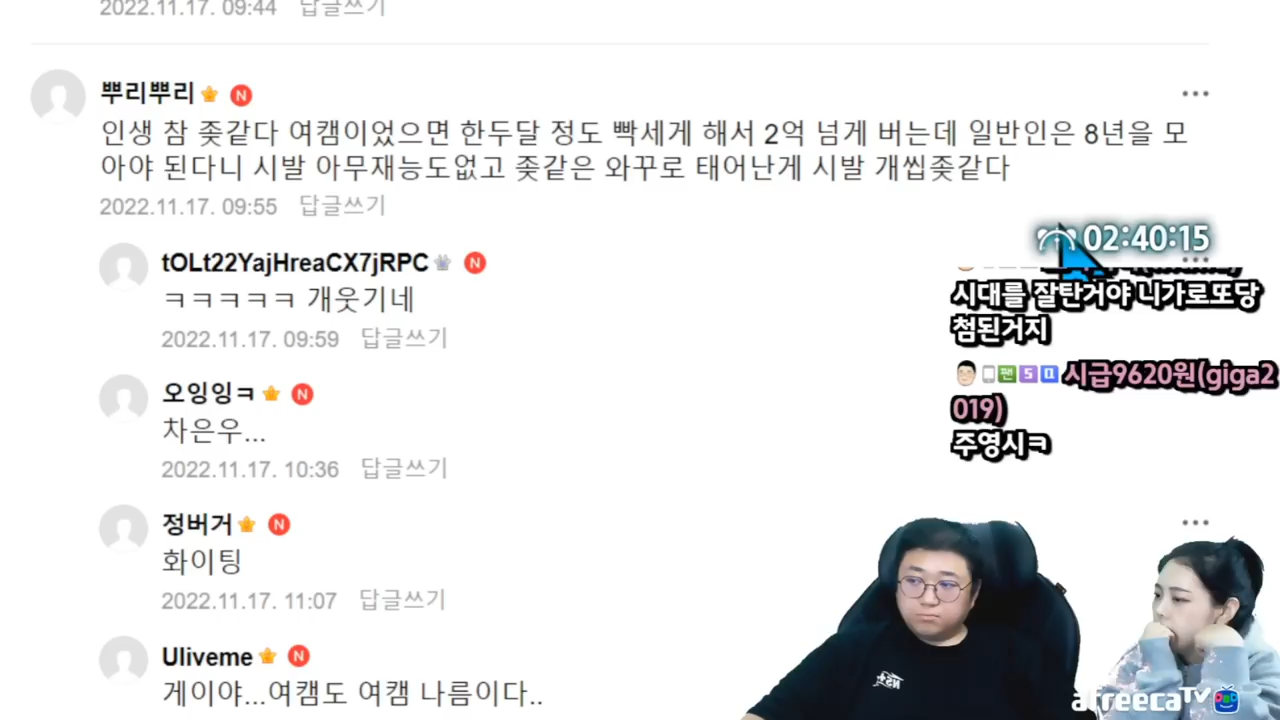 2022.11.17. 09:44 답글쓰기
뿌리뿌리 N
인생 참 좆같다 여캠이었으면 한두달 정도 빡세게 해서 2억 넘게 버는데 일반인은 8년을 모
아야 된다니 시발 아무재능도없고 좆같은 와꾸로 태어난게 시발 개씹좆같다
2022.11.17. 09:55 답글쓰기
tOLt22YajHreaCX7jRPC N
ㅋㅋㅋㅋㅋ 개웃기네
2022.11.17. 09:59 답글쓰기
오잉잉ㅋ N
차은우...
2022.11.17. 10:36 답글쓰기
정버거 N
화이팅
2022.11.17. 11:07 답글쓰기
Uliveme N
게이야...여캠도 여캠 나름이다..
02:40:15
시대를 잘탄거야 니가로또당
첨된거지
팬 5 시급9620원(giga2
019)
주영시ㅋ
afreecaTV